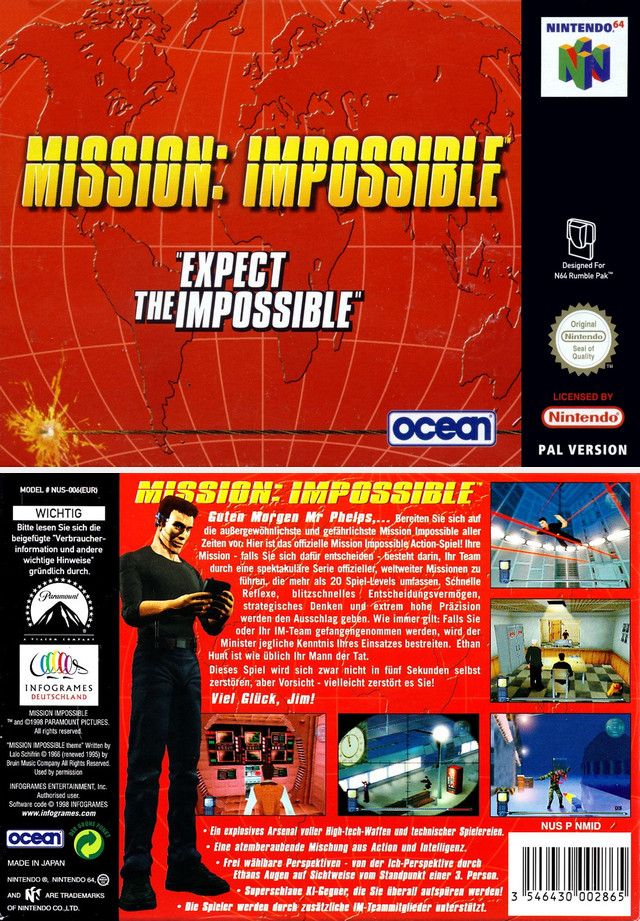 NINTENDO 64
MISSION: IMPOSSIBLE™
"EXPECT
THE IMPOSSIBLE"
Designed For
N64 Rumble Pak™
Original
Nintendo
Seal of
Quality
TM
LICENSED BY
Nintendo
ocean
PAL VERSION
MODEL # NUS-006(EUR)
WICHTIG
Bitte lesen Sie sich die
beigefügte "Verbraucher-
information und andere
wichtige Hinweise"
gründlich durch.
Paramount
A VIACOM COMPANY
INFOGRAMES
DEUTSCHLAND
MISSION IMPOSSIBLE
™ and ©1998 PARAMOUNT PICTURES.
All rights reserved.
"MISSION IMPOSSIBLE theme" Written by
Lalo Schifrin © 1966 (renewed 1995) by
Bruin Music Company All Rights Reserved.
Used by permission
INFOGRAMES ENTERTAINMENT, Inc.
Authorised user.
Software code © 1998 INFOGRAMES
www.infogrames.com
ocean
DER GRÜNE PUNKT
MADE IN JAPAN
NINTENDO ®, NINTENDO 64,
AND ARE TRADEMARKS
OF NINTENDO CO.,LTD.
MISSION: IMPOSSIBLE™
Guten Morgen Mr Phelps,... Bereiten Sie sich auf
die außergewöhnlichste und gefährlichste Mission Impossible aller
Zeiten vor: Hier ist das offizielle Mission Impossible Action-Spiel! Ihre
Mission - falls Sie sich dafür entscheiden - besteht darin, Ihr Team
durch eine spektakuläre Serie offizieller, weltweiter Missionen zu
führen, die mehr als 20 Spiel-Levels umfassen. Schnelle
Reflexe, blitzschnelles Entscheidungsvermögen,
strategisches Denken und extrem hohe Präzision
werden den Ausschlag geben. Wie immer gilt: Falls Sie
oder Ihr IM-Team gefangengenommen werden, wird der
Minister jegliche Kenntnis Ihres Einsatzes bestreiten. Ethan
Hunt ist wie üblich Ihr Mann der Tat.
Dieses Spiel wird sich zwar nicht in fünf Sekunden selbst
zerstören, aber Vorsicht - vielleicht zerstört es Sie!
Viel Glück, Jim!
• Ein explosives Arsenal voller High-tech-Waffen und technischer Spielereien.
• Eine atemberaubende Mischung aus Action und Intelligenz.
• Frei wählbare Perspektiven - von der Ich-Perspektive durch
Ethans Augen auf Sichtweise vom Standpunkt einer 3. Person.
• Superschlaue KI-Gegner, die Sie überall aufspüren werden!
• Die Spieler werden durch zusätzliche IM-Teammitglieder unterstützt.
NUS P NMID
3 546430 002865